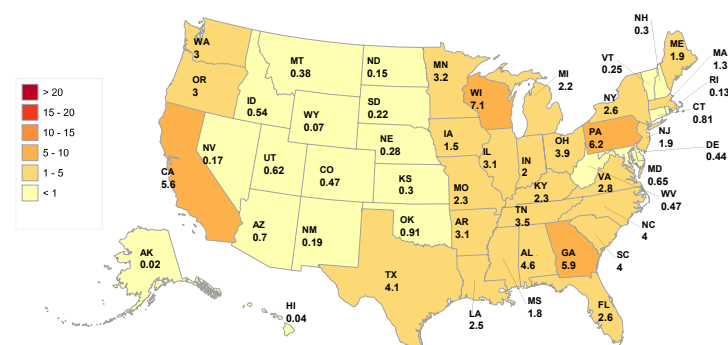 > 20
15 - 20
10 - 15
5 - 10
1 - 5
< 1
WA
3
OR
3
CA
5.6
ID
0.54
NV
0.17
MT
0.38
WY
0.07
UT
0.62
AZ
0.7
CO
0.47
NM
0.19
ND
0.15
SD
0.22
NE
0.28
KS
0.3
OK
0.91
TX
4.1
MN
3.2
IA
1.5
MO
2.3
AR
3.1
LA
2.5
WI
7.1
IL
3.1
MI
2.2
IN
2
OH
3.9
KY
2.3
TN
3.5
MS
1.8
AL
4.6
GA
5.9
FL
2.6
SC
4
NC
4
VA
2.8
WV
0.47
MD
0.65
DE
0.44
PA
6.2
NJ
1.9
NY
2.6
CT
0.81
RI
0.13
MA
1.3
VT
0.25
NH
0.3
ME
1.9
AK
0.02
HI
0.04